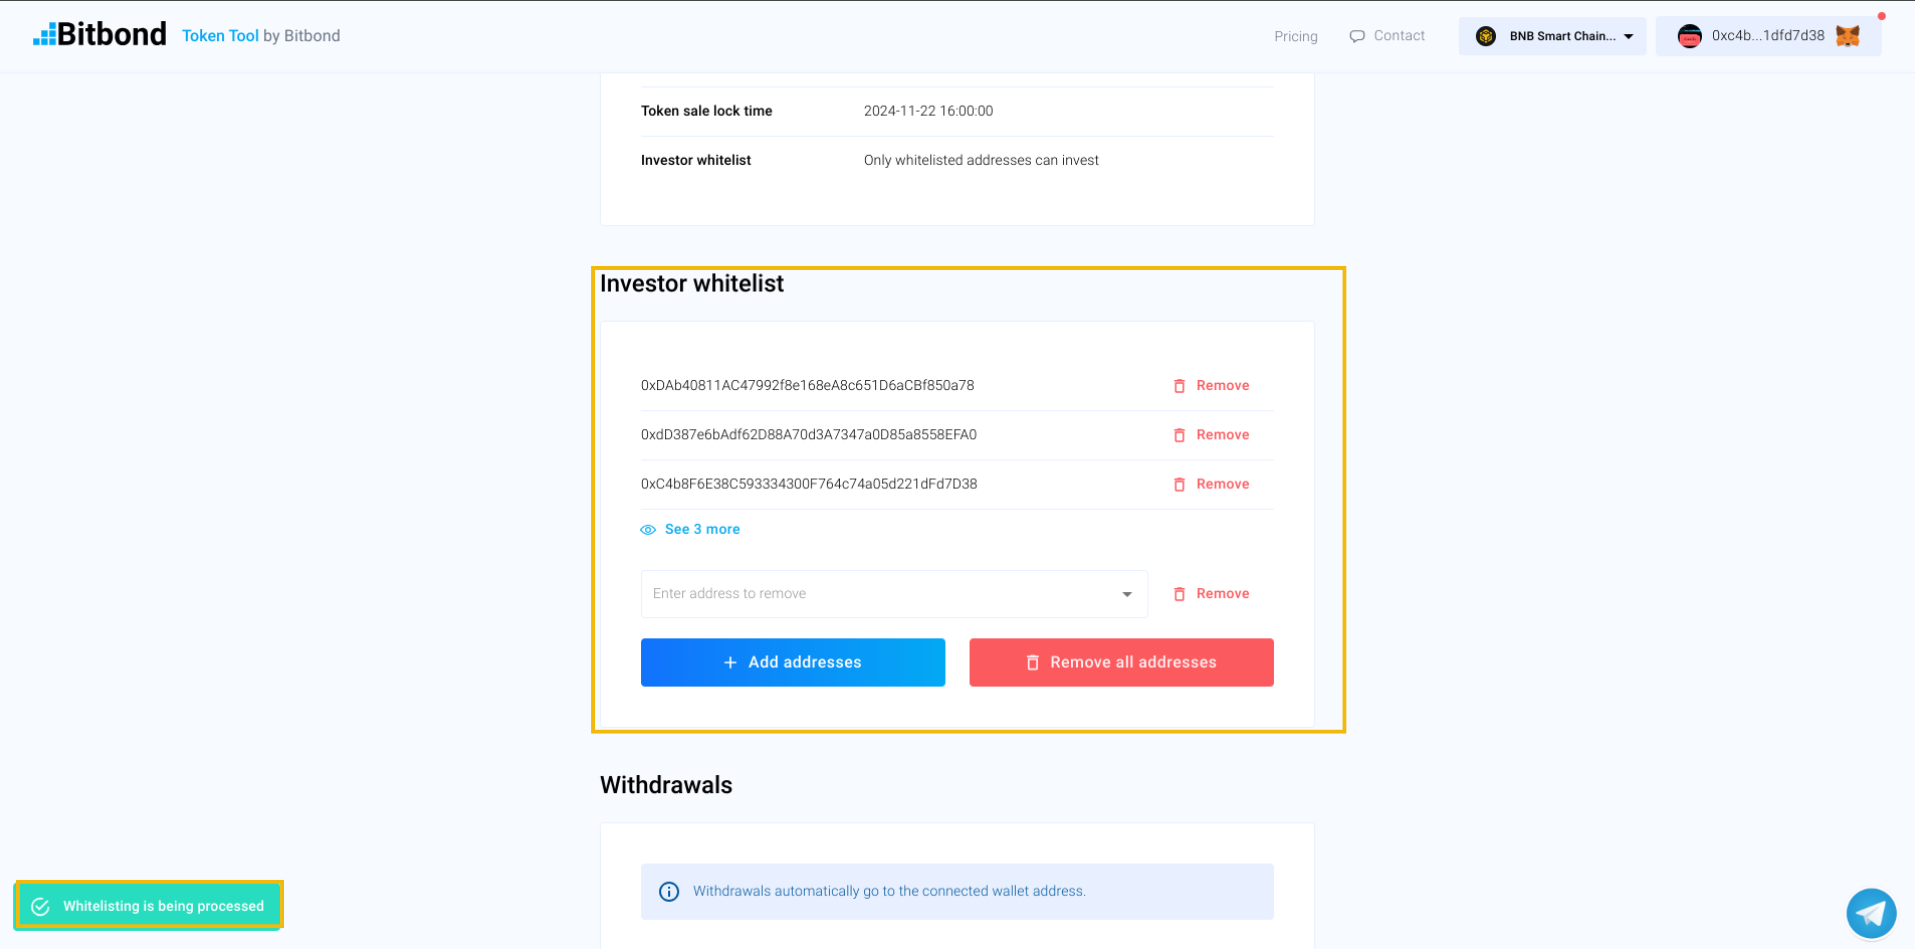 Bitbond Token Tool by Bitbond
Pricing
Contact
BNB Smart Chain...
0xc4b...1dfd7d38
Token sale lock time 2024-11-22 16:00:00
Investor whitelist Only whitelisted addresses can invest
Investor whitelist
0xDAb40811AC47992f8e168eA8c651D6aCBf850a78 Remove
0xdD387e6bAdf62D88A70d3A7347a0D85a8558EFA0 Remove
0xC4b8F6E38C593334300F764c74a05d221dFd7D38 Remove
See 3 more
Enter address to remove Remove
+ Add addresses
Remove all addresses
Withdrawals
Withdrawals automatically go to the connected wallet address.
Whitelisting is being processed